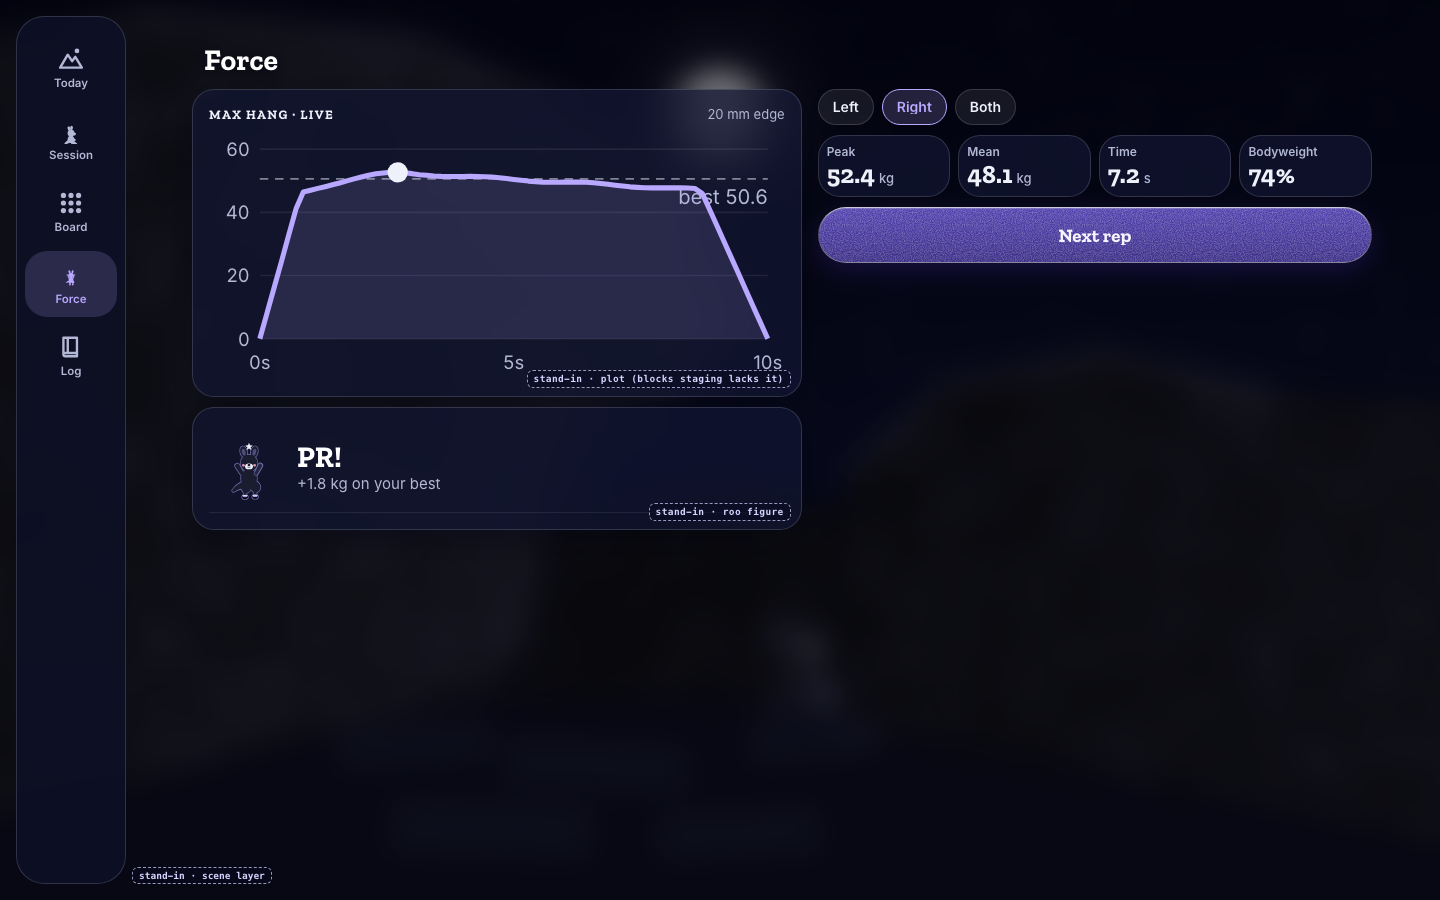 Today
Session
Board
Force
Log
Force
MAX HANG · LIVE
20 mm edge
60
40
20
0
best 50.6
0s
5s
10s
stand-in · plot (blocks staging lacks it)
PR!
+1.8 kg on your best
stand-in · roo figure
Left
Right
Both
Peak
52.4 kg
Mean
48.1 kg
Time
7.2 s
Bodyweight
74%
Next rep
stand-in · scene layer